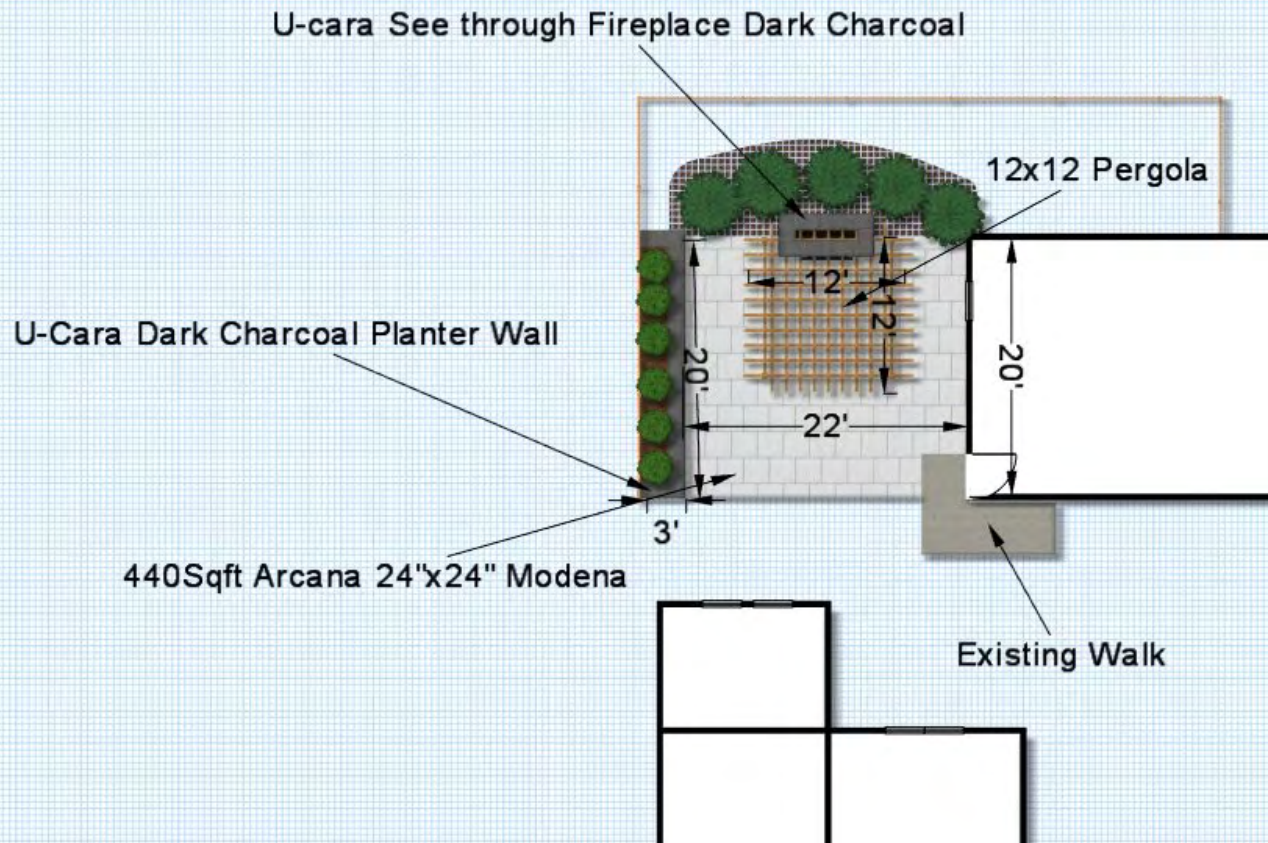 U-cara See through Fireplace Dark Charcoal
12x12 Pergola
12'
12'
U-Cara Dark Charcoal Planter Wall
20'
20'
22'
3'
440Sqft Arcana 24"x24" Modena
Existing Walk